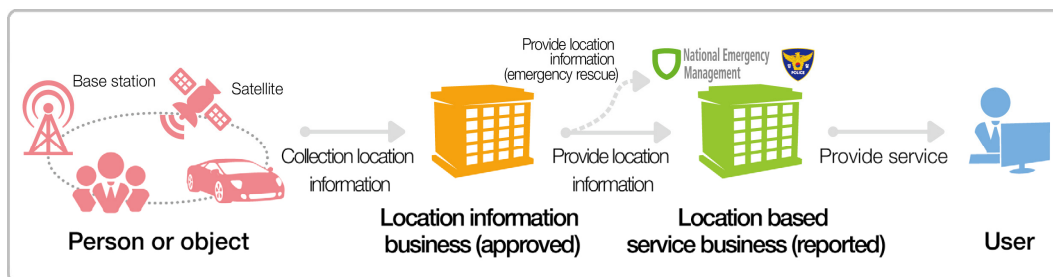 Base station
Satellite
Person or object
Collection location
information
Location information
business (approved)
Provide location
information
(emergency rescue)
National Emergency
Management
POLICE
Provide location
information
Location based
service business (reported)
Provide service
User